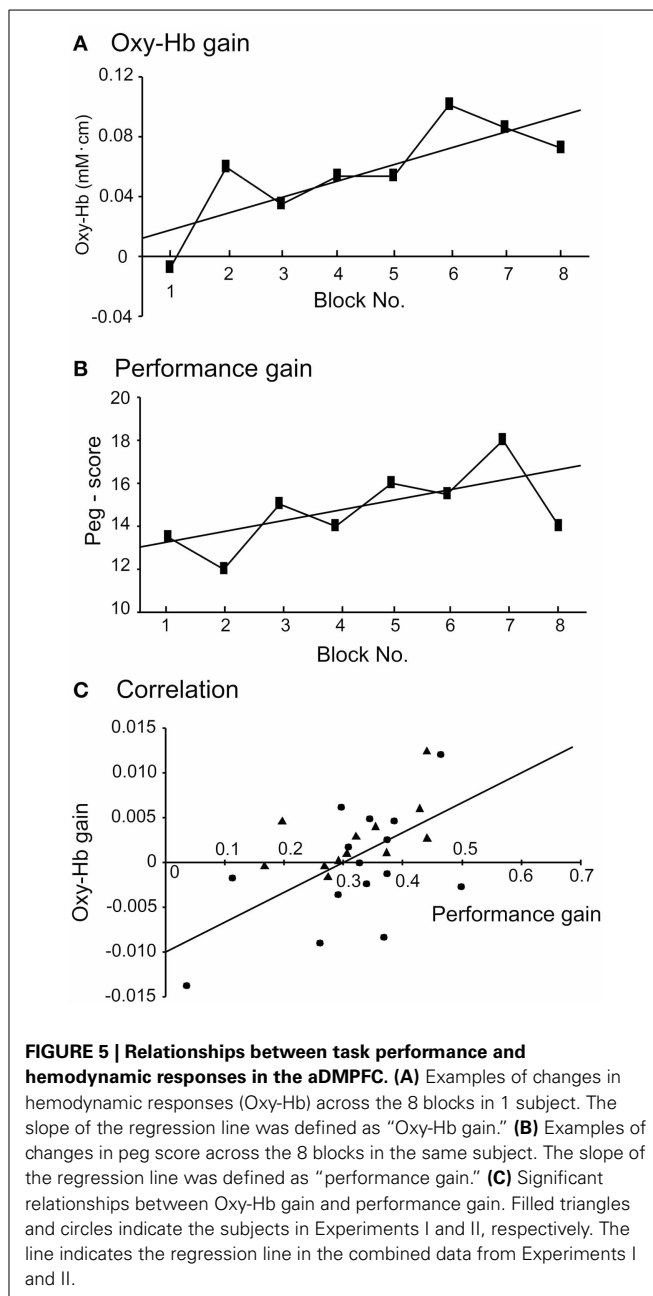 A Oxy-Hb gain
0.12
0.08
0.04
0
-0.04
Oxy-Hb (mM·cm)
1 2 3 4 5 6 7 8
Block No.
B Performance gain
20
18
16
14
12
10
Peg - score
1 2 3 4 5 6 7 8
Block No.
C Correlation
0.015
0.010
0.005
0
-0.005
-0.010
-0.015
Oxy-Hb gain
0 0.1 0.2 0.3 0.4 0.5 0.6 0.7
Performance gain
FIGURE 5 | Relationships between task performance and
hemodynamic responses in the aDMPFC. (A) Examples of changes in
hemodynamic responses (Oxy-Hb) across the 8 blocks in 1 subject. The
slope of the regression line was defined as “Oxy-Hb gain.” (B) Examples of
changes in peg score across the 8 blocks in the same subject. The slope of
the regression line was defined as “performance gain.” (C) Significant
relationships between Oxy-Hb gain and performance gain. Filled triangles
and circles indicate the subjects in Experiments I and II, respectively. The
line indicates the regression line in the combined data from Experiments I
and II.